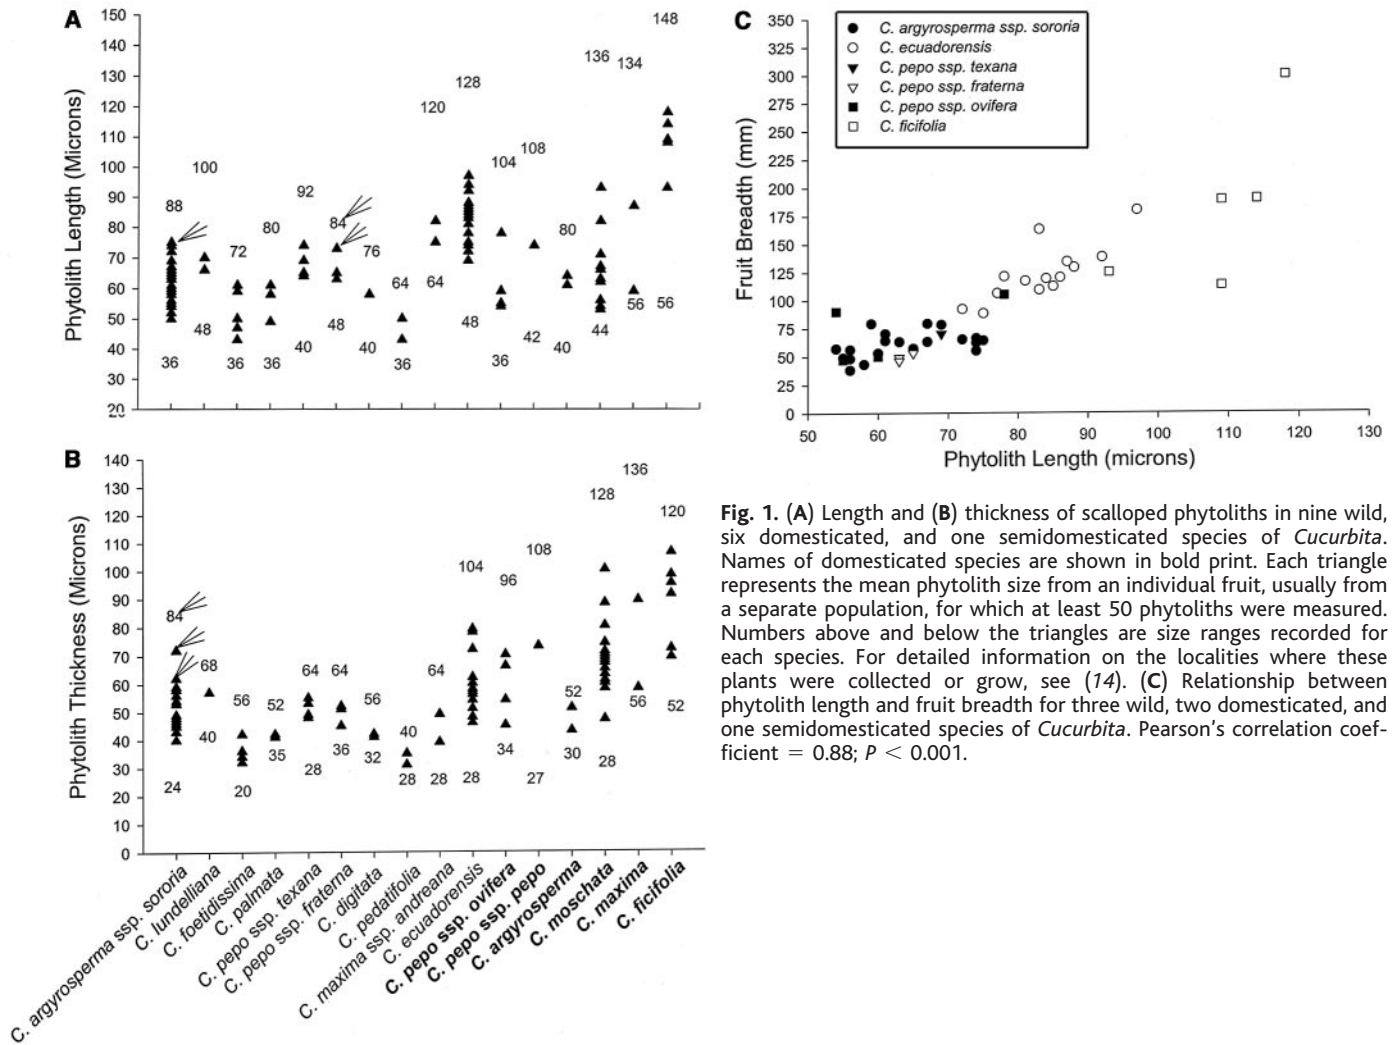 A
Phytolith Length (Microns)
150
140
130
120
110
100
90
80
70
60
50
40
30
20
88
36
100
48
72
36
80
36
92
40
84
48
76
40
64
36
120
64
128
48
104
36
108
42
80
40
136
44
134
56
148
56
B
Phytolith Thickness (Microns)
140
130
120
110
100
90
80
70
60
50
40
30
20
10
0
84
24
68
40
56
20
52
35
64
28
64
36
56
32
40
28
64
28
104
28
96
34
108
27
52
30
128
28
136
56
120
52
C. argyrosperma ssp. sororia
C. lundelliana
C. foetidissima
C. palmata
C. pepo ssp. texana
C. pepo ssp. fraterna
C. digitata
C. pedatifolia
C. maxima ssp. andreana
C. ecuadorensis
C. pepo ssp. ovifera
C. pepo ssp. pepo
C. argyrosperma
C. moschata
C. maxima
C. ficifolia
C
Fruit Breadth (mm)
350
325
300
275
250
225
200
175
150
125
100
75
50
25
0
C. argyrosperma ssp. sororia
C. ecuadorensis
C. pepo ssp. texana
C. pepo ssp. fraterna
C. pepo ssp. ovifera
C. ficifolia
50 60 70 80 90 100 110 120 130
Phytolith Length (microns)
Fig. 1. (A) Length and (B) thickness of scalloped phytoliths in nine wild,
six domesticated, and one semidomesticated species of Cucurbita.
Names of domesticated species are shown in bold print. Each triangle
represents the mean phytolith size from an individual fruit, usually from
a separate population, for which at least 50 phytoliths were measured.
Numbers above and below the triangles are size ranges recorded for
each species. For detailed information on the localities where these
plants were collected or grow, see (14). (C) Relationship between
phytolith length and fruit breadth for three wild, two domesticated, and
one semidomesticated species of Cucurbita. Pearson's correlation coef-
ficient = 0.88; P < 0.001.